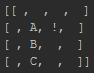 [[ ,  ,  ,  ]
[ , A, !,  ]
[ , B,  ,  ]
[ , C,  ,  ]]